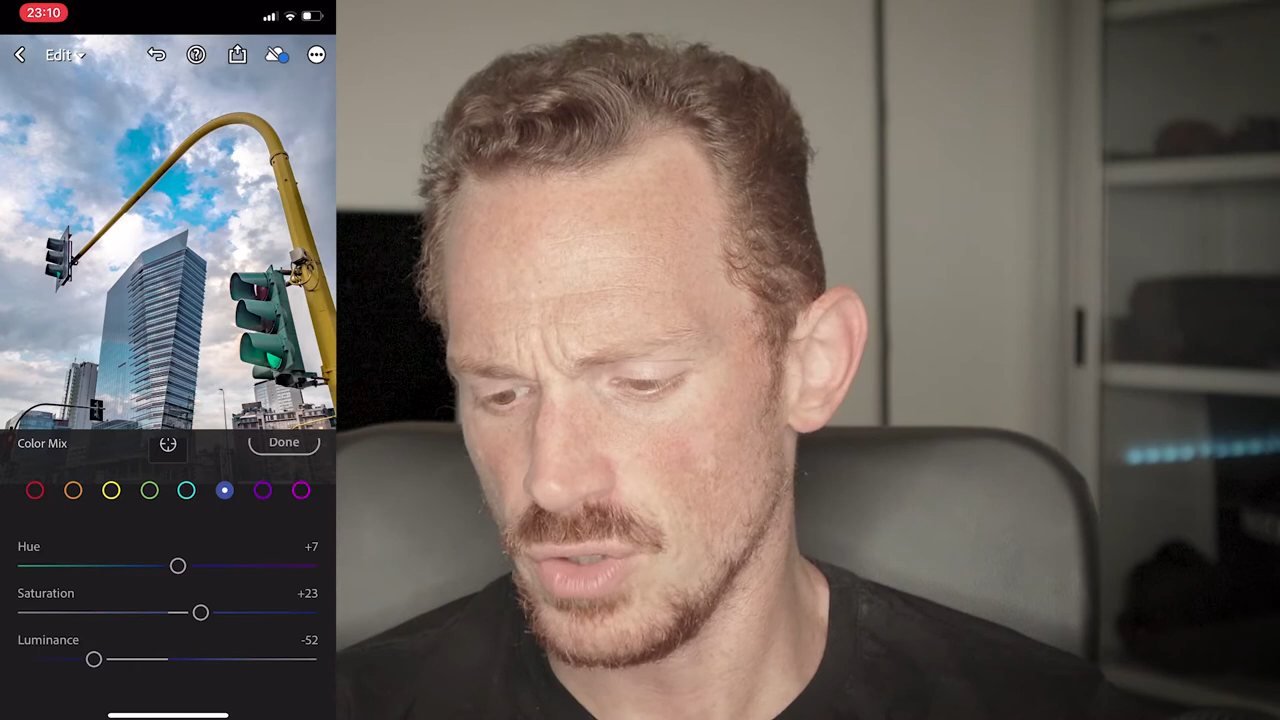 23:10
Edit
Color Mix
Done
Hue +7
Saturation +23
Luminance -52